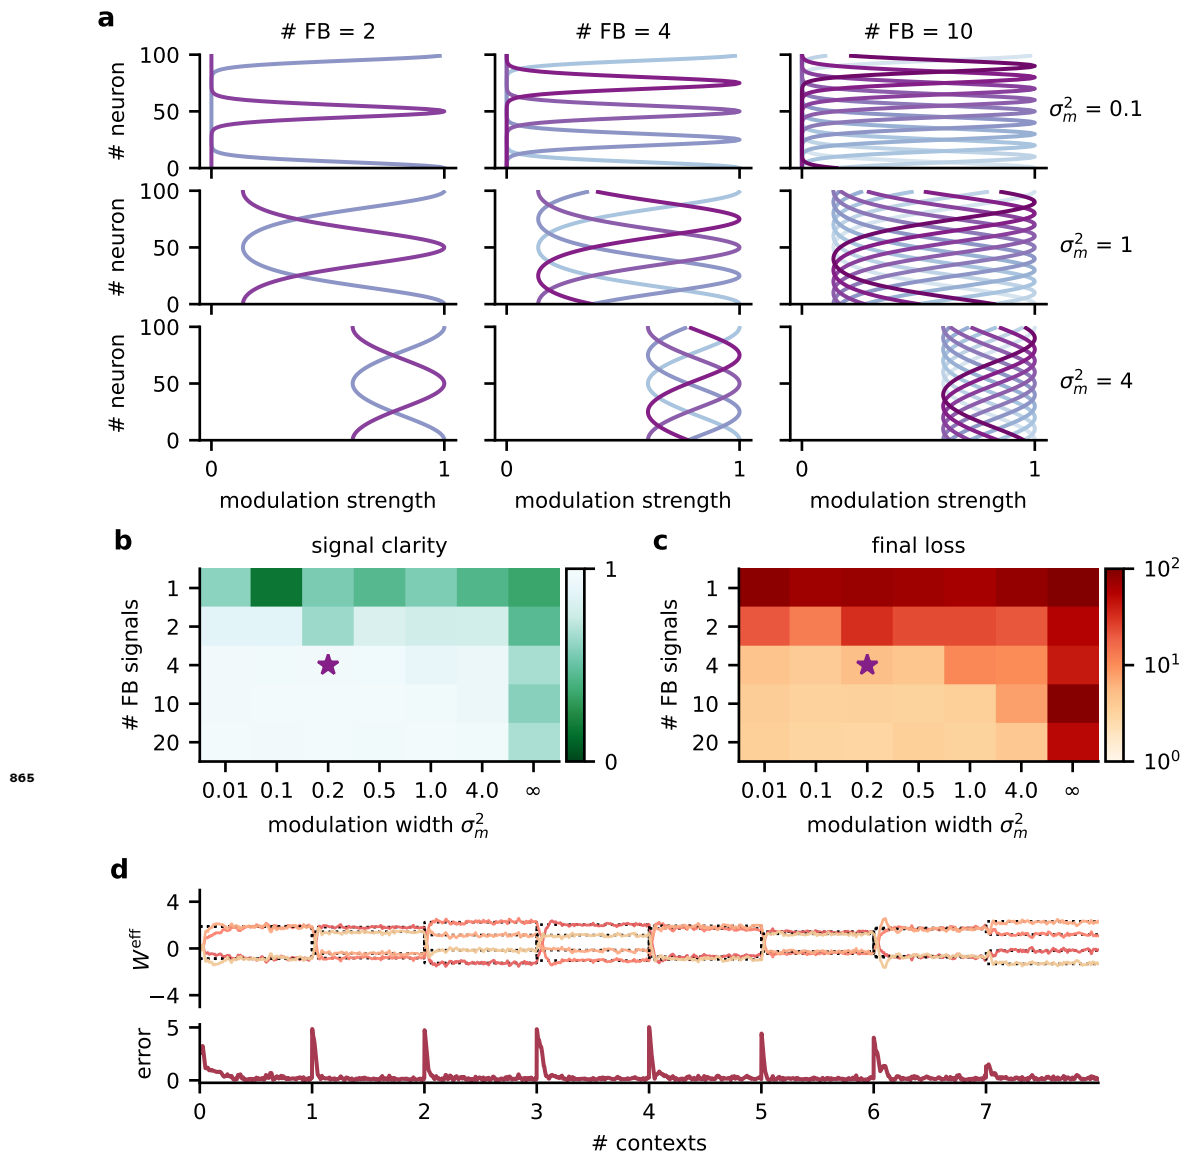 a
# FB = 2
# FB = 4
# FB = 10
100
50
0
# neuron
σ²ₘ = 0.1
100
50
0
# neuron
σ²ₘ = 1
100
50
0
# neuron
σ²ₘ = 4
0 1
0 1
0 1
modulation strength
modulation strength
modulation strength
b
signal clarity
# FB signals
1
2
4
10
20
0.01 0.1 0.2 0.5 1.0 4.0 ∞
modulation width σ²ₘ
1
0
c
final loss
# FB signals
1
2
4
10
20
0.01 0.1 0.2 0.5 1.0 4.0 ∞
modulation width σ²ₘ
10²
10¹
10⁰
865
d
W^eff
4
0
−4
error
5
0
0 1 2 3 4 5 6 7
# contexts